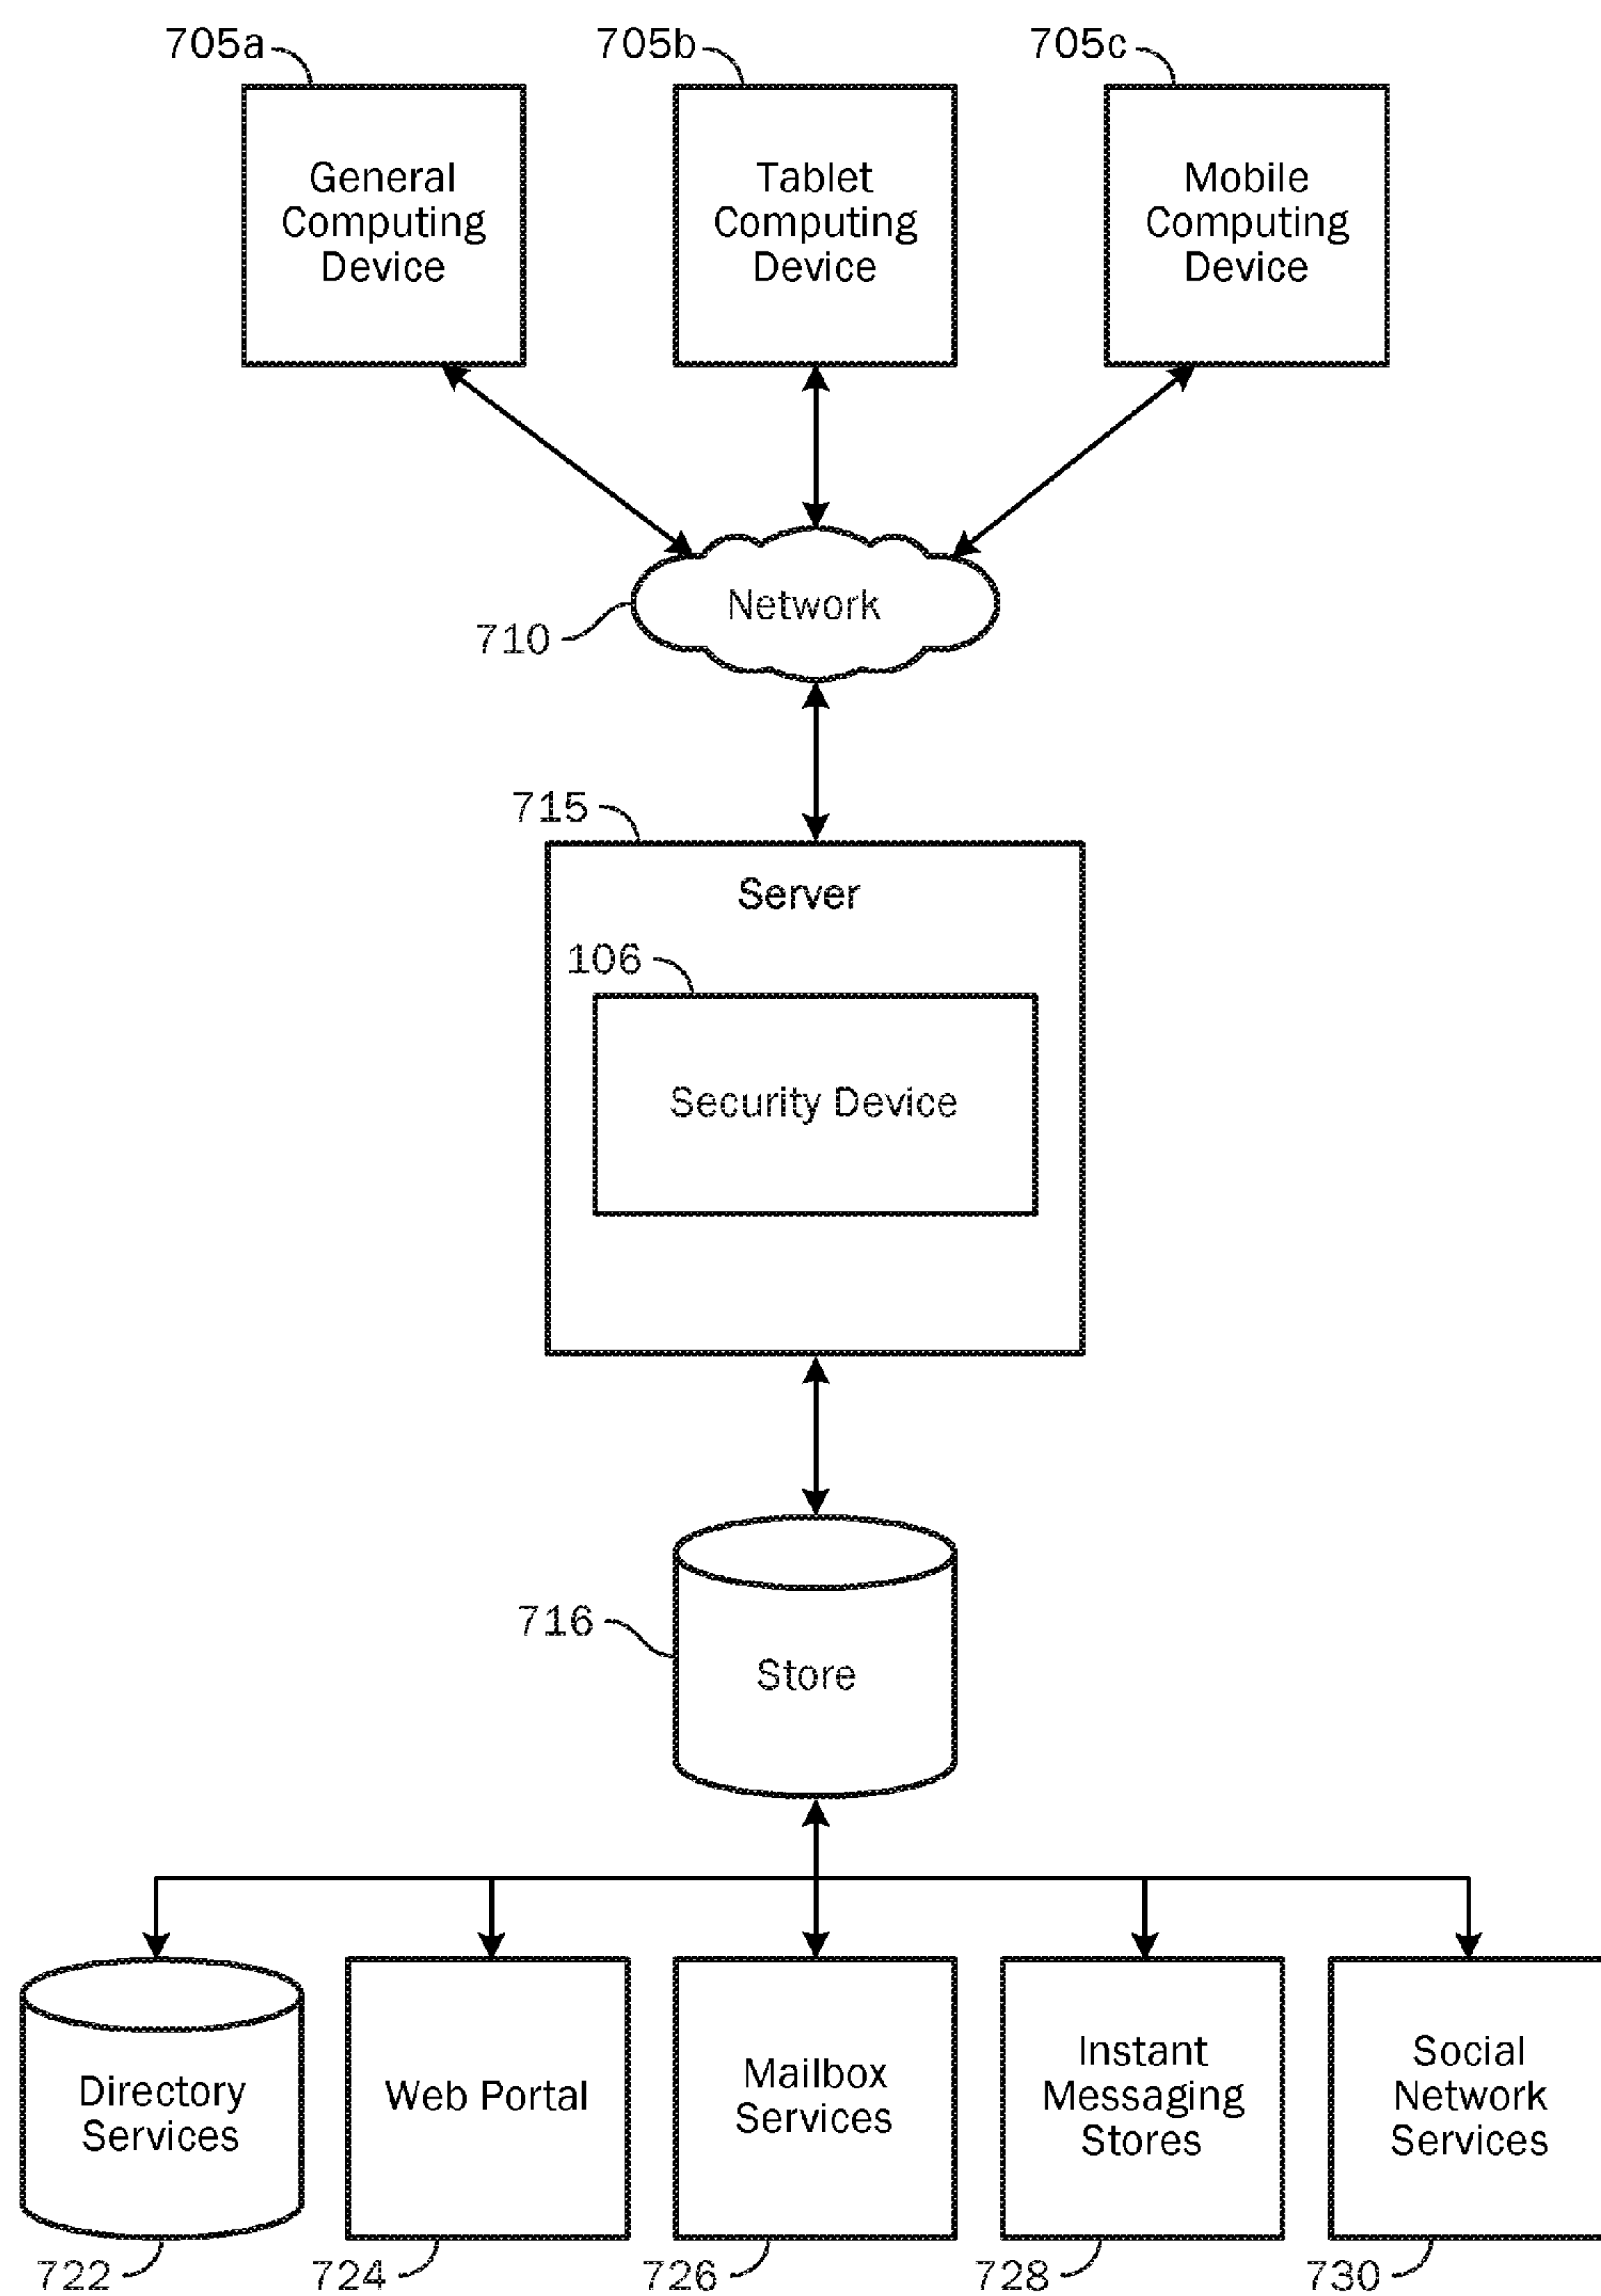 705a
705b
705c
General
Computing
Device
Tablet
Computing
Device
Mobile
Computing
Device
Network
710
715
Server
106
Security Device
716
Store
Directory
Services
Web Portal
Mailbox
Services
Instant
Messaging
Stores
Social
Network
Services
722
724
726
728
730